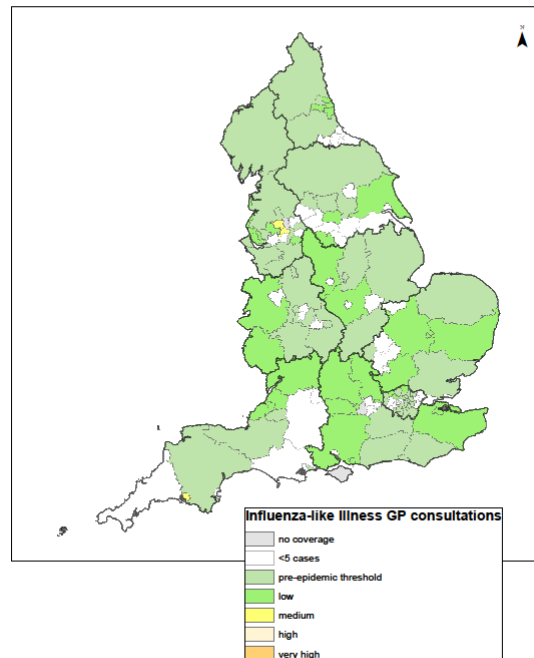 N
Influenza-like Illness GP consultations
no coverage
<5 cases
pre-epidemic threshold
low
medium
high
very high